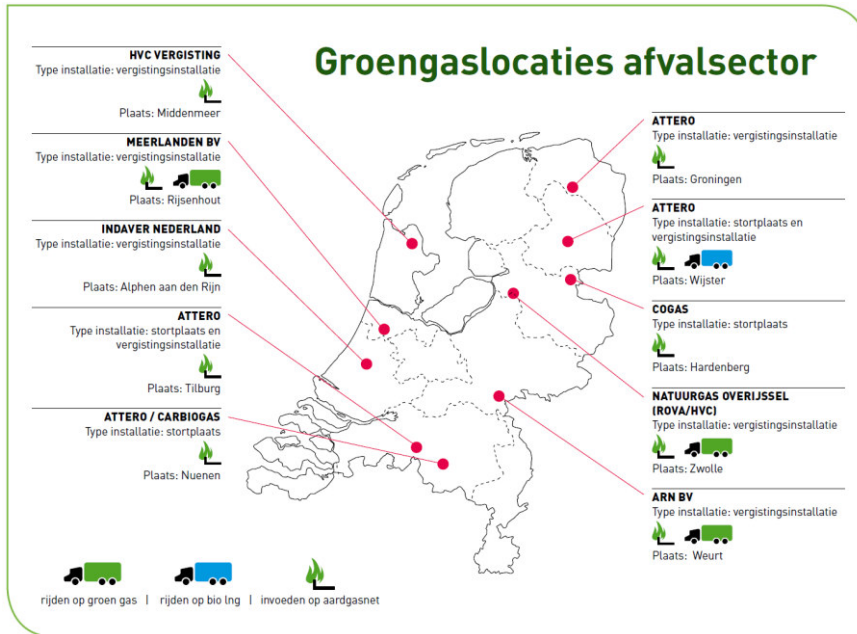 Groengaslocaties afvalsector
HVC VERGISTING
Type installatie: vergistingsinstallatie
Plaats: Middenmeer
MEERLANDEN BV
Type installatie: vergistingsinstallatie
Plaats: Rijsenhout
INDAVER NEDERLAND
Type installatie: vergistingsinstallatie
Plaats: Alphen aan den Rijn
ATTERO
Type installatie: stortplaats en
vergistingsinstallatie
Plaats: Tilburg
ATTERO / CARBIOGAS
Type installatie: stortplaats
Plaats: Nuenen
ATTERO
Type installatie: vergistingsinstallatie
Plaats: Groningen
ATTERO
Type installatie: stortplaats en
vergistingsinstallatie
Plaats: Wijster
COGAS
Type installatie: stortplaats
Plaats: Hardenberg
NATUURGAS OVERIJSSEL
(ROVA/HVC)
Type installatie: vergistingsinstallatie
Plaats: Zwolle
ARN BV
Type installatie: vergistingsinstallatie
Plaats: Weurt
rijden op groen gas | rijden op bio lng | invoeden op aardgasnet